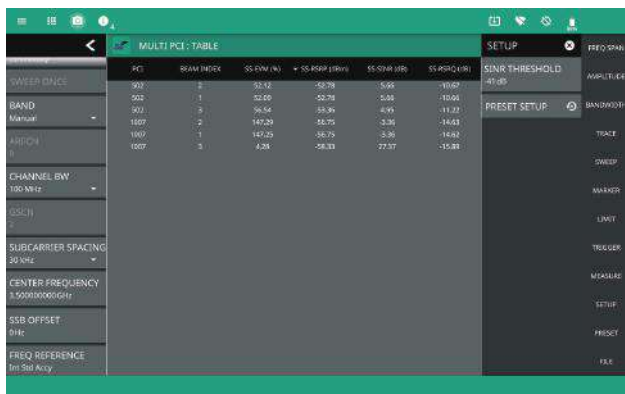 MULTI PCI : TABLE
SETUP
FREQ SPAN
PCI BEAM INDEX SS-EVM (%) SS-RSRP (dBm) SS-SINR (dB) SS-RSRQ (dB)
SINR THRESHOLD
-41 dB
AMPLITUDE
SWEEP ONCE
502 2 52.12 -52.78 5.66 -10.67
502 1 52.09 -52.78 5.66 -10.66
502 3 56.54 -53.36 4.95 -11.22
1007 2 147.29 -56.75 -3.36 -14.63
1007 1 147.25 -56.75 -3.36 -14.62
1007 3 4.28 -58.33 27.37 -15.89
PRESET SETUP
BANDWIDTH
BAND
Manual
TRACE
ARFCN
0
SWEEP
CHANNEL BW
100 MHz
MARKER
GSCN
2
LIMIT
SUBCARRIER SPACING
30 kHz
TRIGGER
CENTER FREQUENCY
3.500000000 GHz
MEASURE
SETUP
SSB OFFSET
0 Hz
PRESET
FREQ REFERENCE
Int Std Accy
FILE